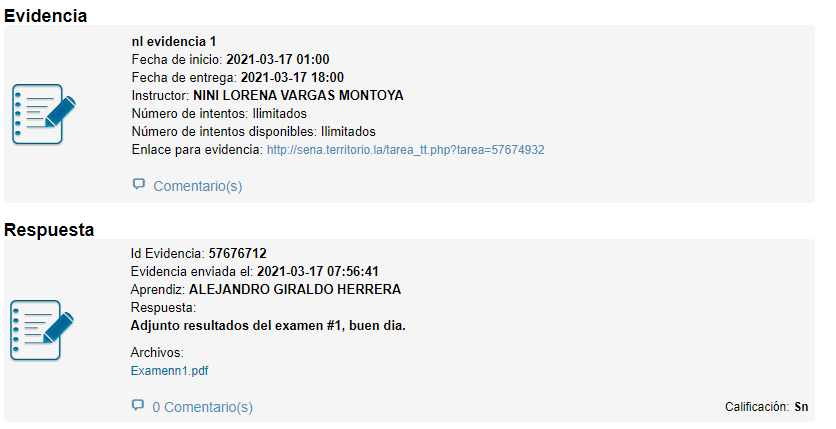 Evidencia
nl evidencia 1
Fecha de inicio: 2021-03-17 01:00
Fecha de entrega: 2021-03-17 18:00
Instructor: NINI LORENA VARGAS MONTOYA
Número de intentos: Ilimitados
Número de intentos disponibles: Ilimitados
Enlace para evidencia: http://sena.territorio.la/tarea_tt.php?tarea=57674932
Comentario(s)
Respuesta
Id Evidencia: 57676712
Evidencia enviada el: 2021-03-17 07:56:41
Aprendiz: ALEJANDRO GIRALDO HERRERA
Respuesta:
Adjunto resultados del examen #1, buen dia.
Archivos:
Examenn1.pdf
0 Comentario(s)
Calificación: Sn